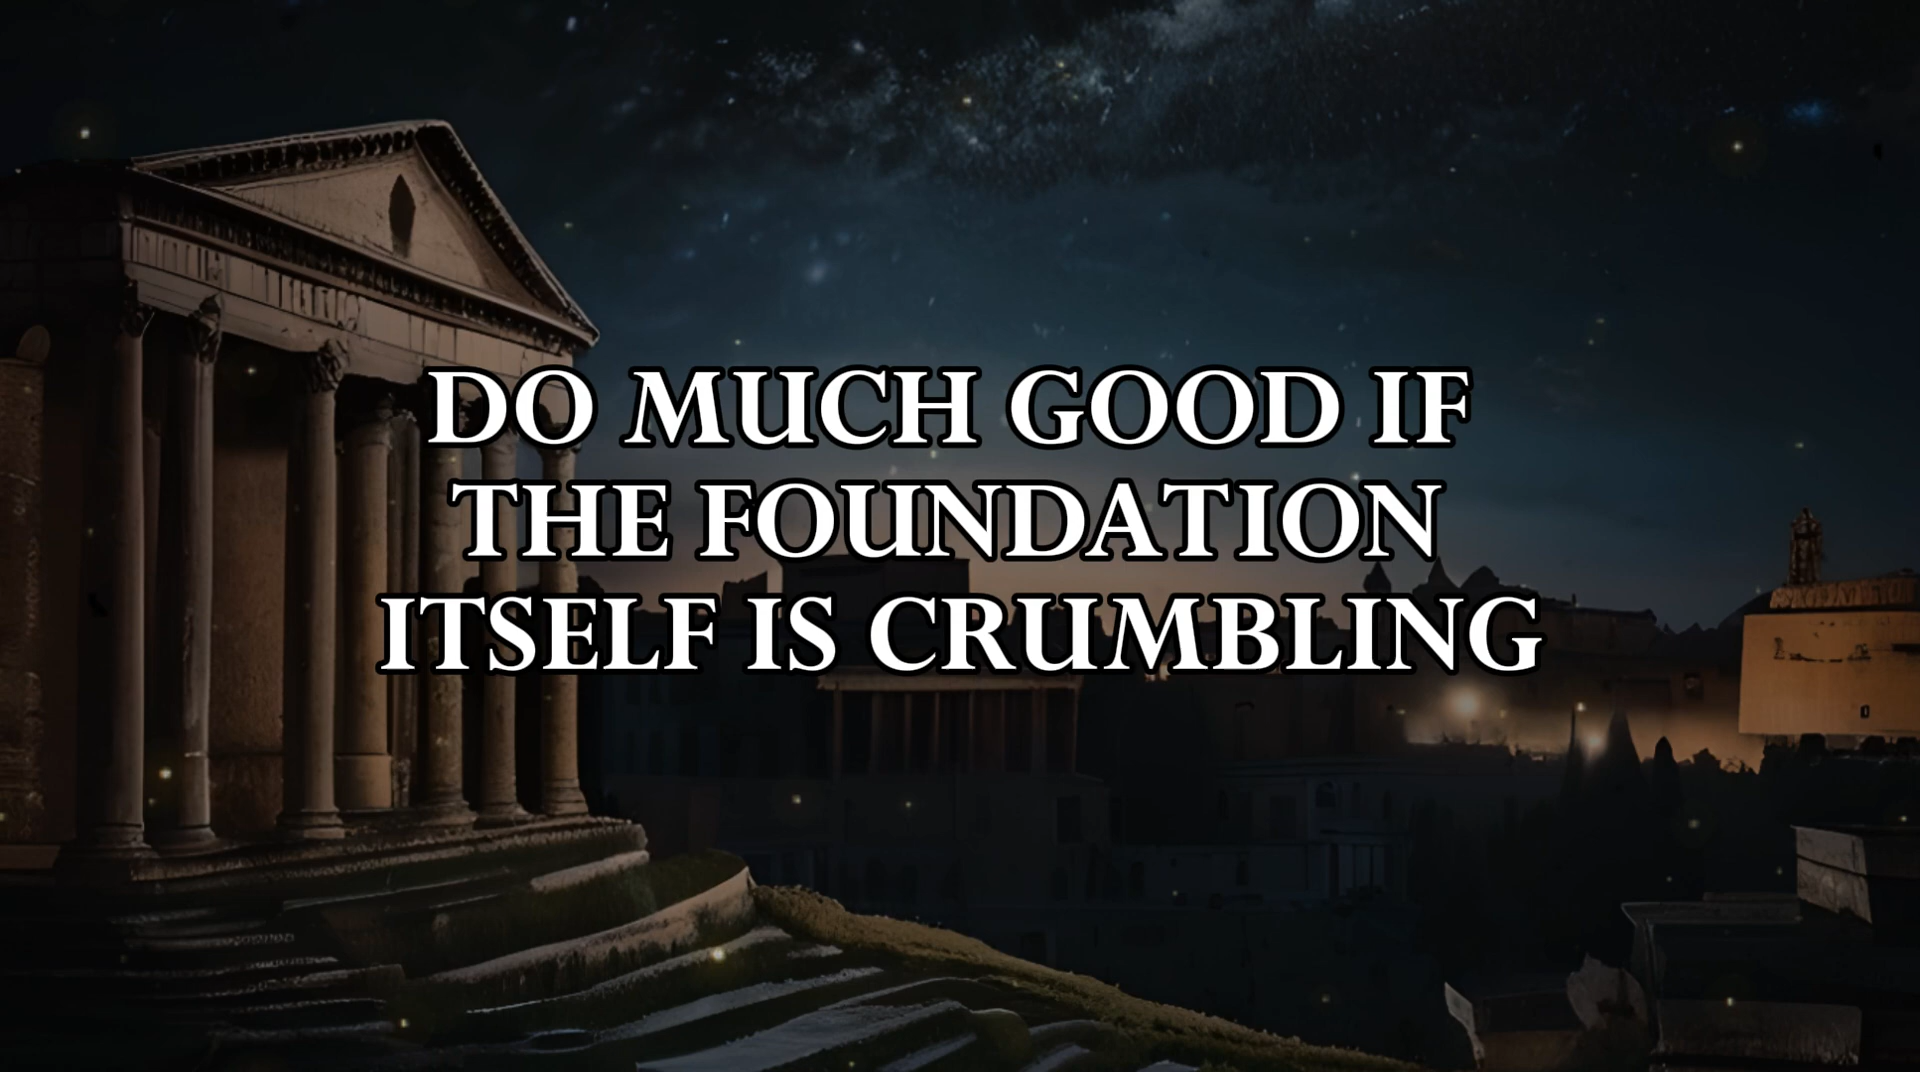 DO MUCH GOOD IF
THE FOUNDATION
ITSELF IS CRUMBLING